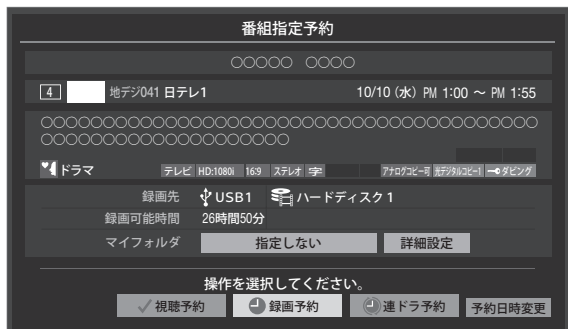 番組指定予約
○○○○○ ○○○○
4 地デジ041 日テレ1 10/10 (水) PM 1:00 ～ PM 1:55
○○○○○○○○○○○○○○○○○○○○○○○○○○○○○○○○○○○○○○○○
○○○○○○○○○○○○○○○○○○○○
ドラマ テレビ HD:1080i 16:9 ステレオ 字 アナログコピー可 光デジタルコピー1 ダビング
録画先 USB1 ハードディスク1
録画可能時間 26時間50分
マイフォルダ 指定しない 詳細設定
操作を選択してください。
視聴予約 録画予約 連ドラ予約 予約日時変更